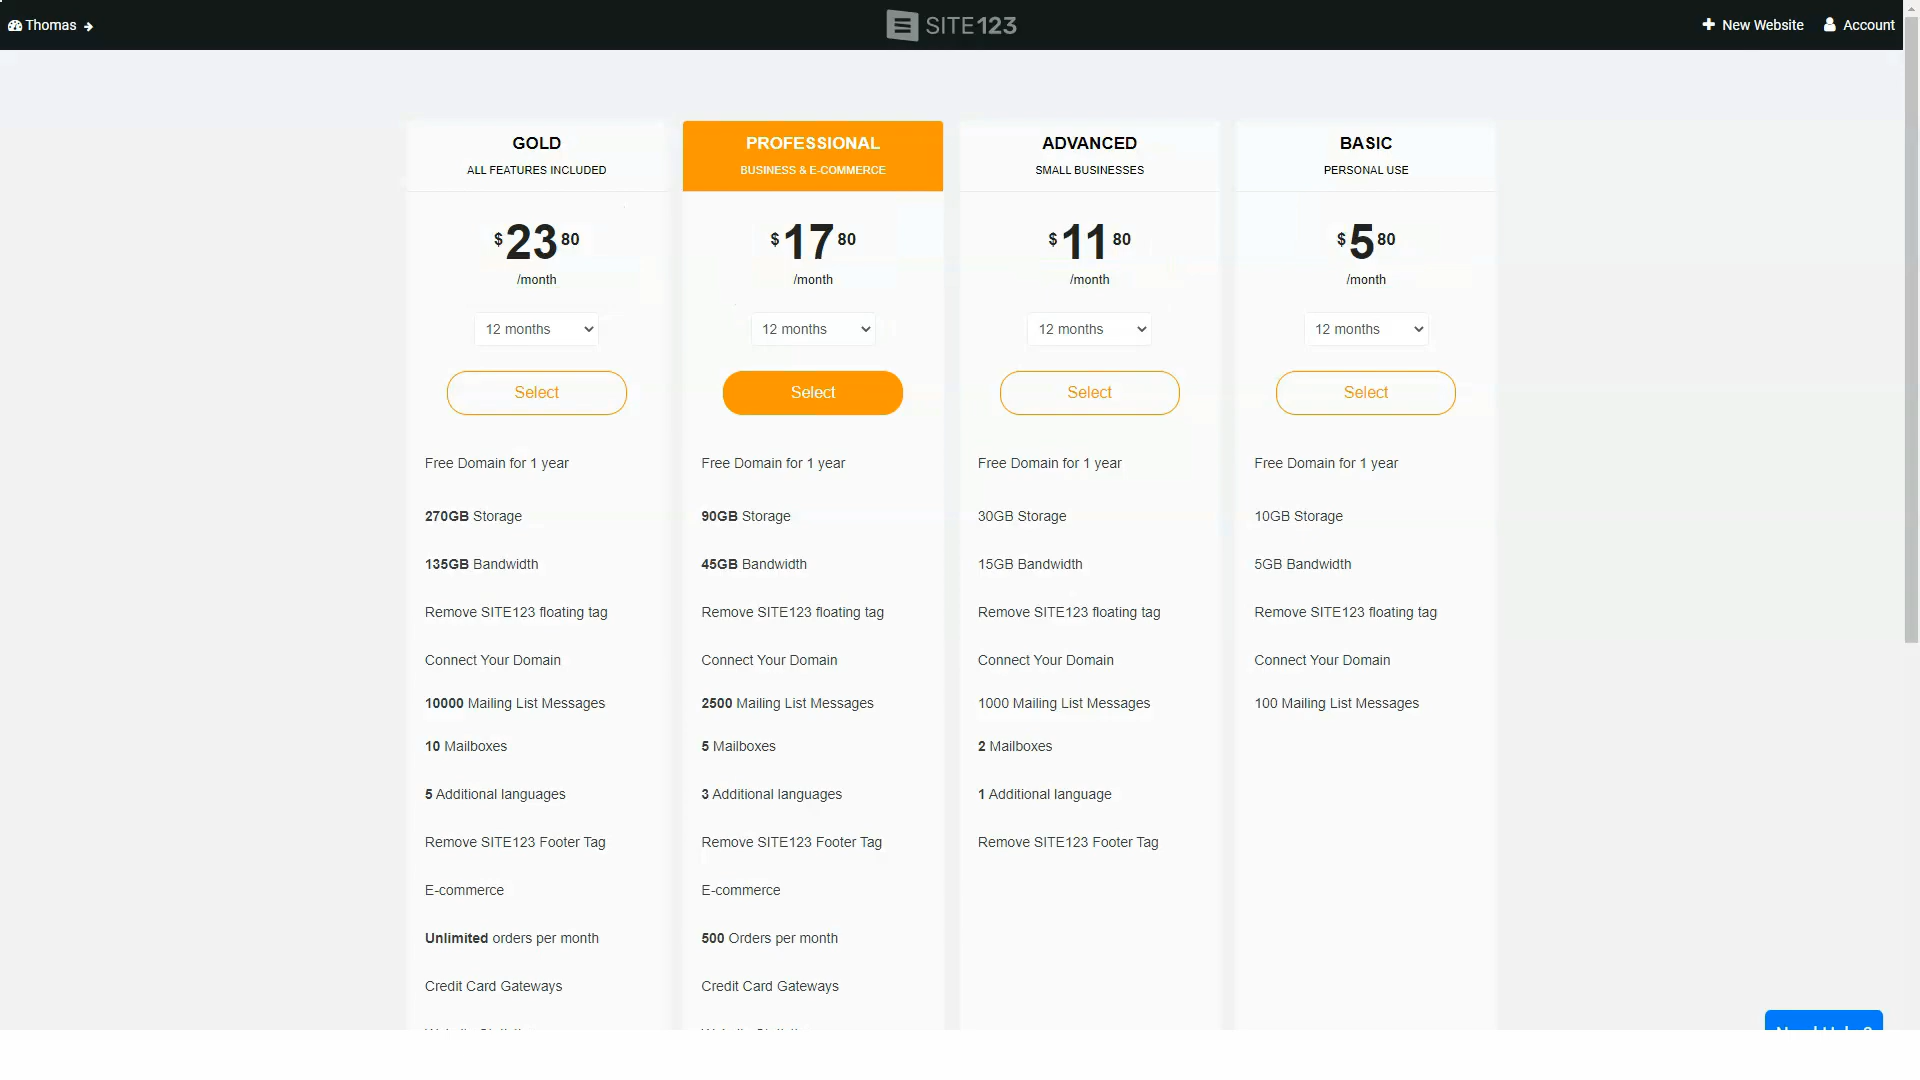 Thomas
SITE123
New Website
Account
GOLD
ALL FEATURES INCLUDED
$ 23 80
/month
12 months
Select
Free Domain for 1 year
270GB Storage
135GB Bandwidth
Remove SITE123 floating tag
Connect Your Domain
10000 Mailing List Messages
10 Mailboxes
5 Additional languages
Remove SITE123 Footer Tag
E-commerce
Unlimited orders per month
Credit Card Gateways
PROFESSIONAL
BUSINESS & E-COMMERCE
$ 17 80
/month
12 months
Select
Free Domain for 1 year
90GB Storage
45GB Bandwidth
Remove SITE123 floating tag
Connect Your Domain
2500 Mailing List Messages
5 Mailboxes
3 Additional languages
Remove SITE123 Footer Tag
E-commerce
500 Orders per month
Credit Card Gateways
ADVANCED
SMALL BUSINESSES
$ 11 80
/month
12 months
Select
Free Domain for 1 year
30GB Storage
15GB Bandwidth
Remove SITE123 floating tag
Connect Your Domain
1000 Mailing List Messages
2 Mailboxes
1 Additional language
Remove SITE123 Footer Tag
BASIC
PERSONAL USE
$ 5 80
/month
12 months
Select
Free Domain for 1 year
10GB Storage
5GB Bandwidth
Remove SITE123 floating tag
Connect Your Domain
100 Mailing List Messages